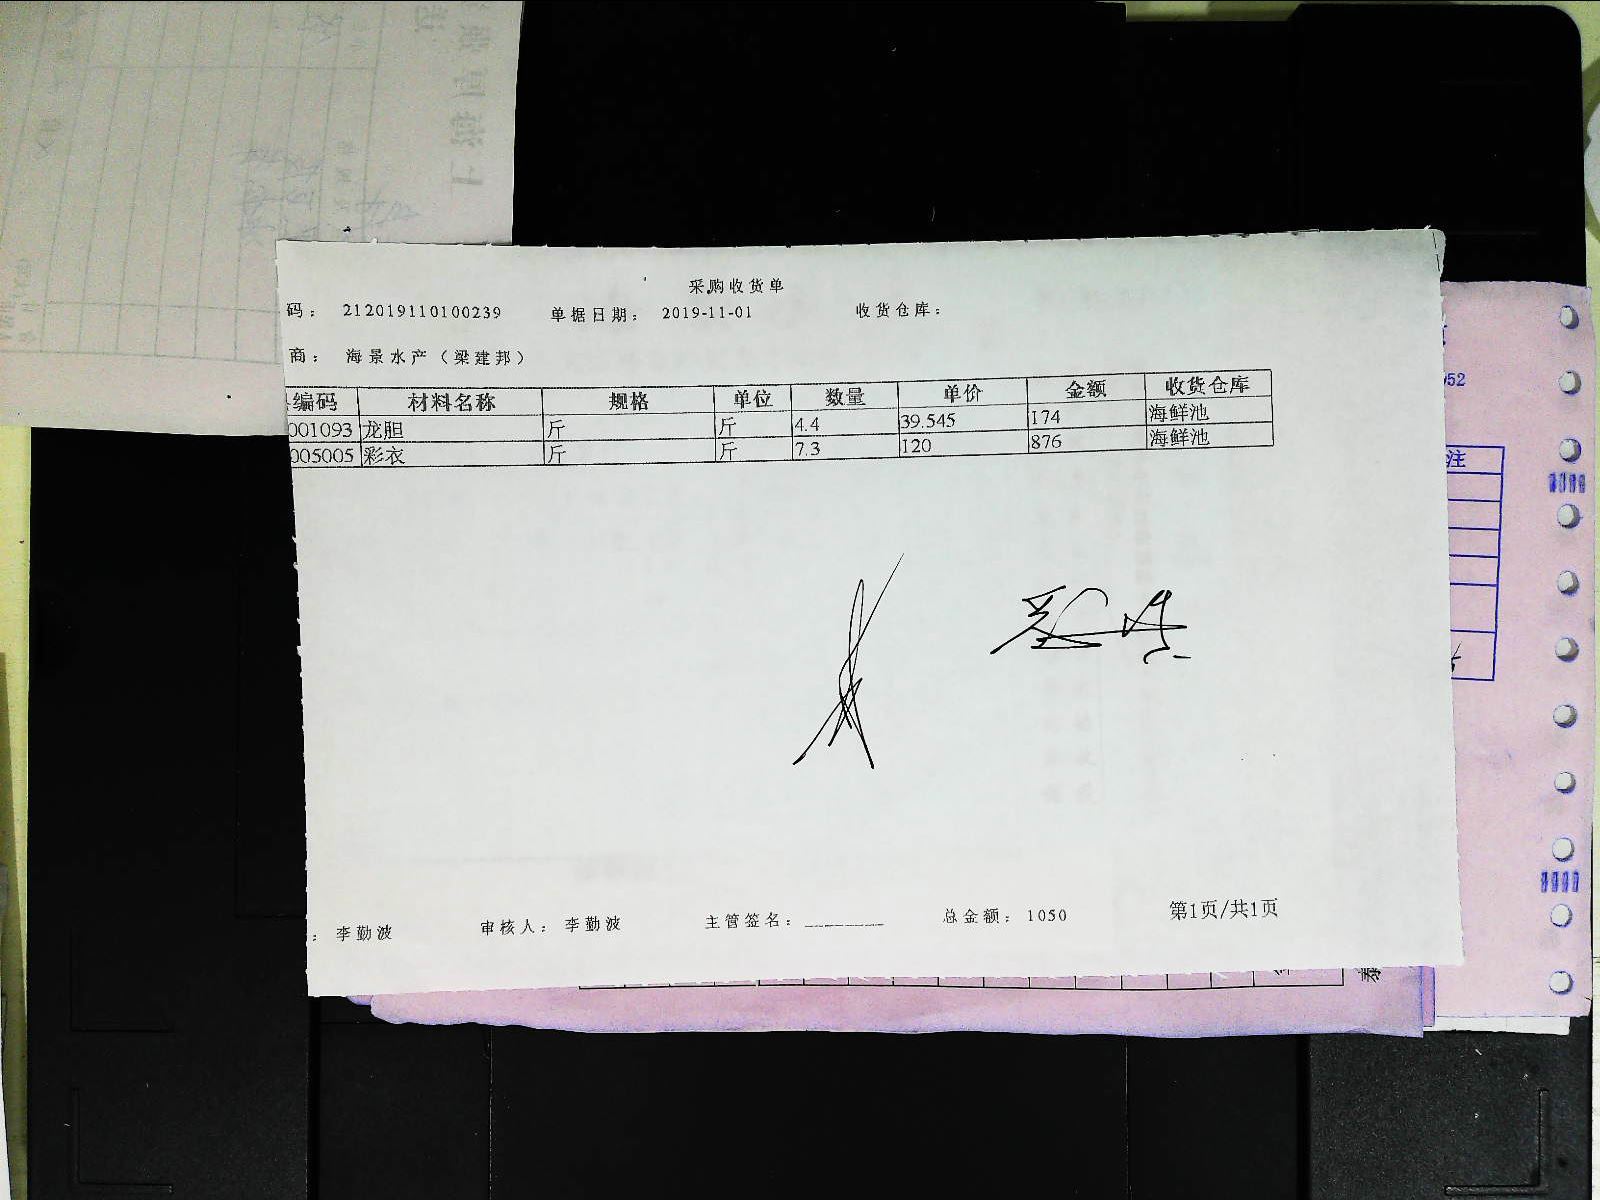 采购收货单
码： 212019110100239 单据日期： 2019-11-01 收货仓库：
商： 海景水产（梁建邦）
编码 材料名称 规格 单位 数量 单价 金额 收货仓库
001093 龙胆 斤 斤 4.4 39.545 174 海鲜池
005005 彩衣 斤 斤 7.3 120 876 海鲜池
： 李勤波 审核人： 李勤波 主管签名：________ 总金额： 1050 第1页/共1页
952
注